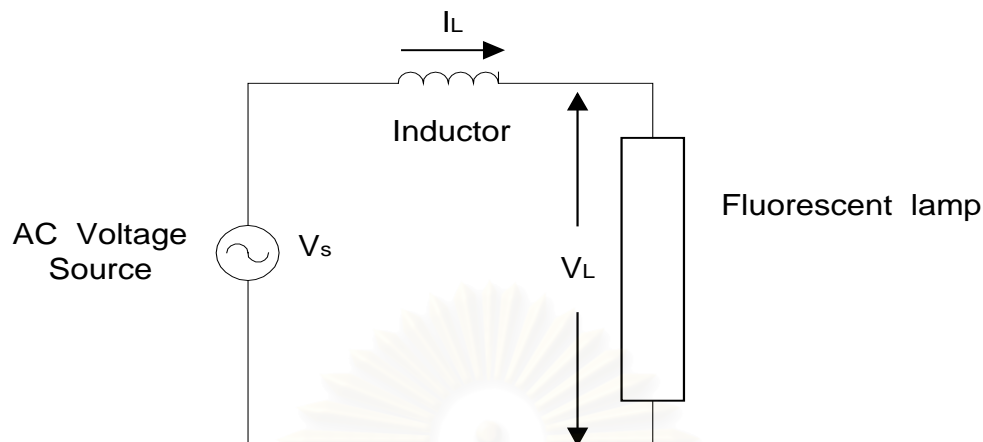 IL
Inductor
AC Voltage
Source
Vs
VL
Fluorescent lamp